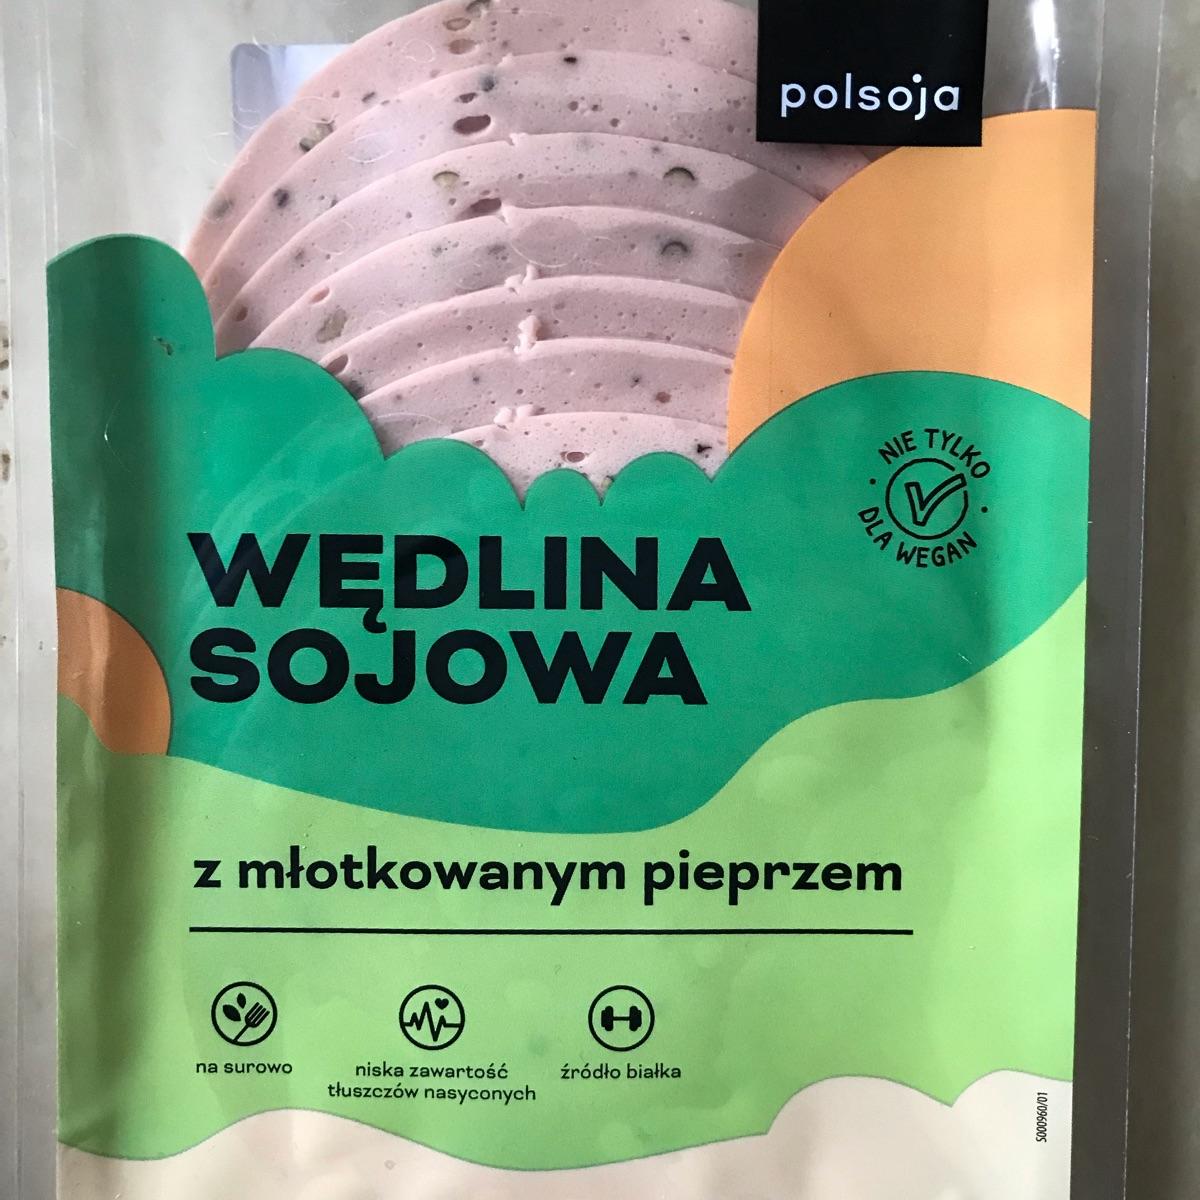 polsoja
NIE TYLKO
DLA WEGAN
WĘDLINA
SOJOWA
z młotkowanym pieprzem
na surowo
niska zawartość
tłuszczów nasyconych
źródło białka
S000960/01